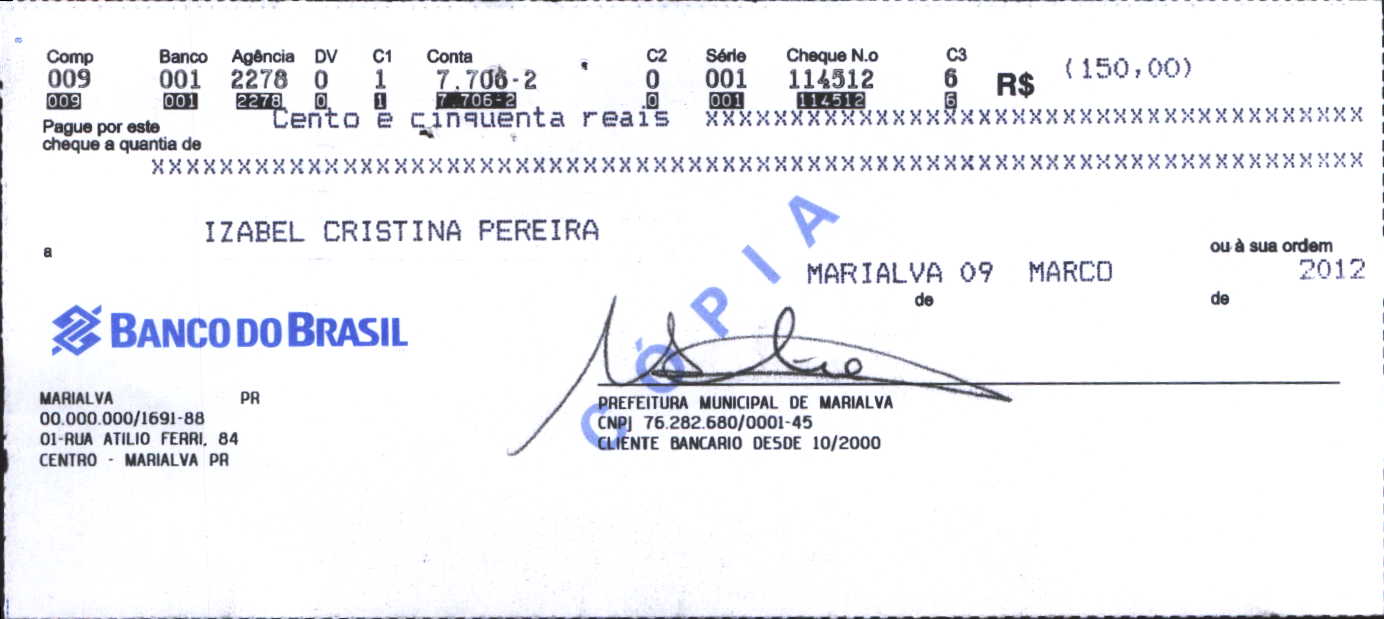 Comp Banco Agência DV C1 Conta C2 Série Cheque N.o C3
009 001 2278 0 1 7.706-2 0 001 114512 6 R$ (150,00)
009 001 2278 0 1 7.706-2 0 001 114512 6
Pague por este cheque a quantia de Cento e cinquenta reais XXXXXXXXXXXXXXXXXXXXXXXXXXXXXXXXXXXXXXX
XXXXXXXXXXXXXXXXXXXXXXXXXXXXXXXXXXXXXXXXXXXXXXXXXXXXXXXXXXXXXXXXXXXXXXX
a IZABEL CRISTINA PEREIRA ou à sua ordem
MARIALVA 09 MARCO 2012
de de
CÓPIA
BANCO DO BRASIL
MARIALVA PR
00.000.000/1691-88
01-RUA ATILIO FERRI, 84
CENTRO - MARIALVA PR
PREFEITURA MUNICIPAL DE MARIALVA
CNPJ 76.282.680/0001-45
CLIENTE BANCARIO DESDE 10/2000